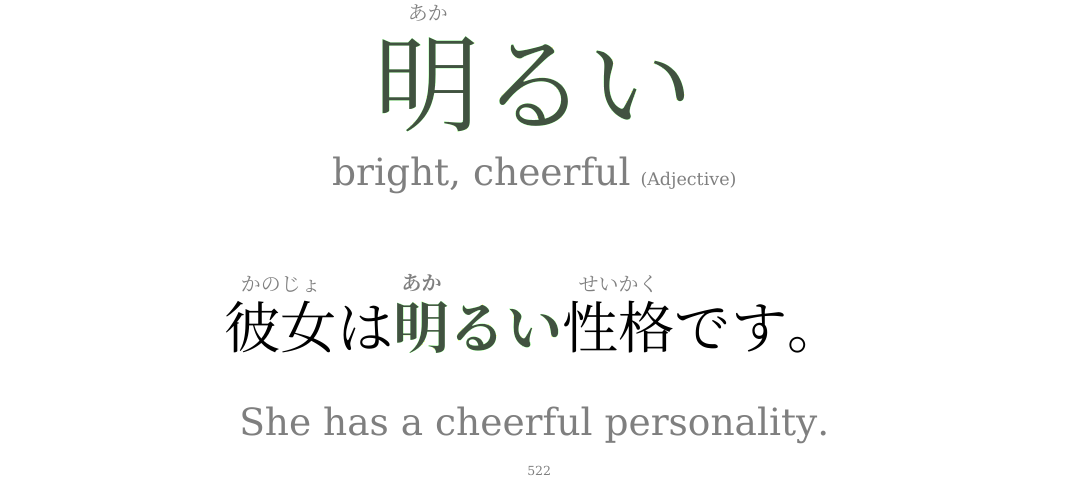 あか
明るい
bright, cheerful (Adjective)
かのじょ あか せいかく
彼女は明るい性格です。
She has a cheerful personality.
522